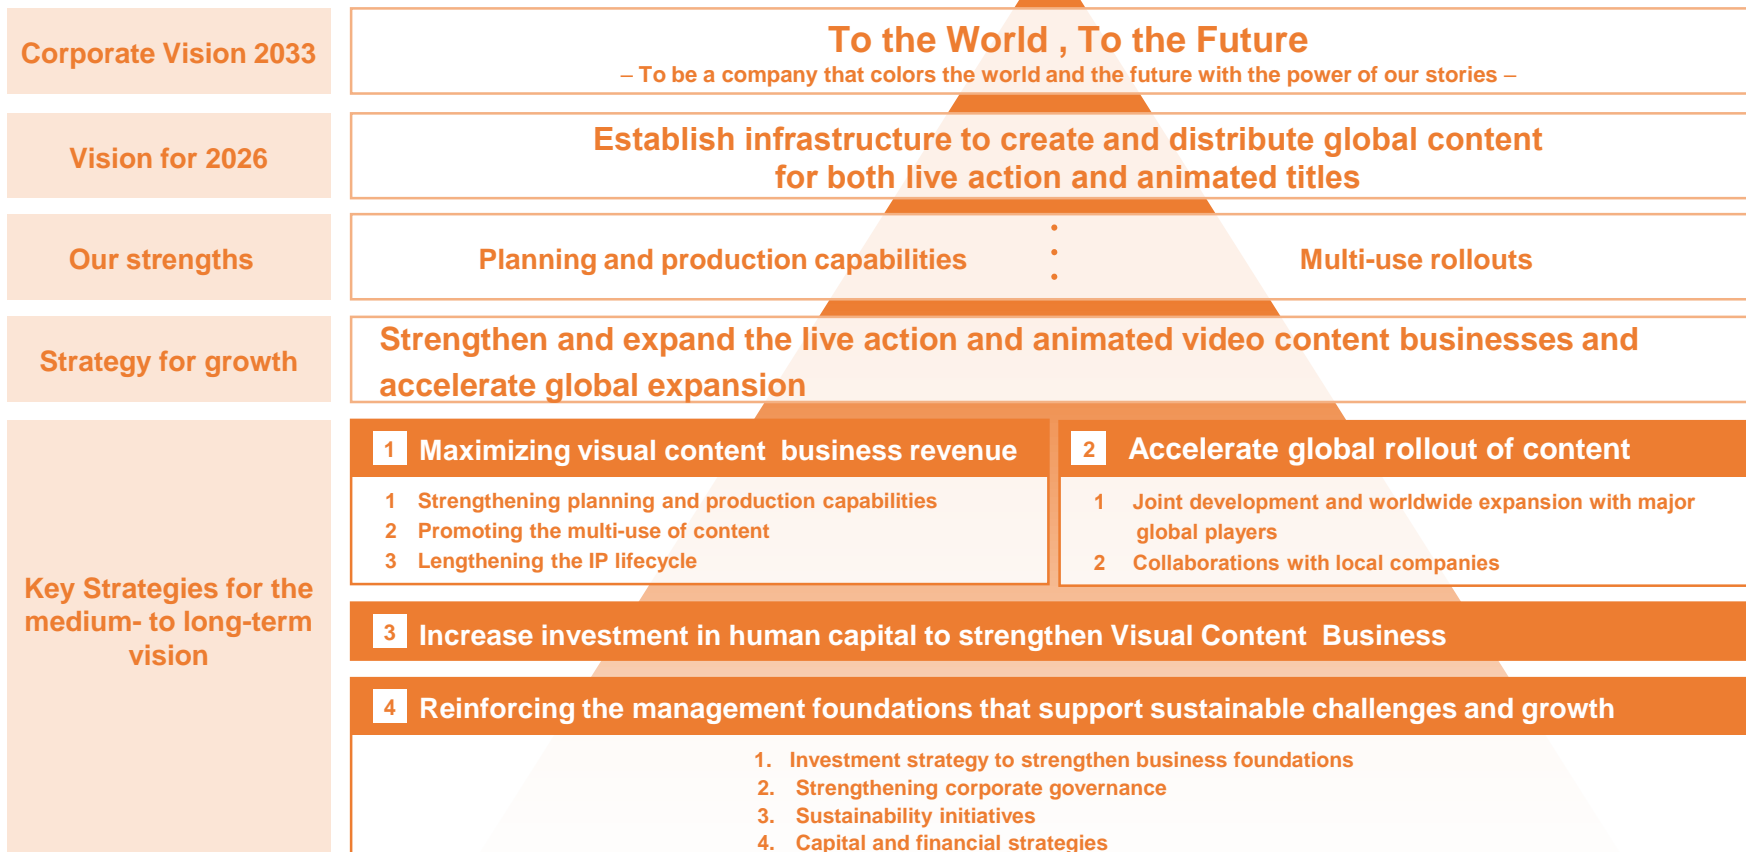 Corporate Vision 2033
To the World , To the Future
– To be a company that colors the world and the future with the power of our stories –
Vision for 2026
Establish infrastructure to create and distribute global content
for both live action and animated titles
Our strengths
Planning and production capabilities
Multi-use rollouts
Strategy for growth
Strengthen and expand the live action and animated video content businesses and
accelerate global expansion
Key Strategies for the
medium- to long-term
vision
1 Maximizing visual content business revenue
1 Strengthening planning and production capabilities
2 Promoting the multi-use of content
3 Lengthening the IP lifecycle
2 Accelerate global rollout of content
1 Joint development and worldwide expansion with major
global players
2 Collaborations with local companies
3 Increase investment in human capital to strengthen Visual Content Business
4 Reinforcing the management foundations that support sustainable challenges and growth
1. Investment strategy to strengthen business foundations
2. Strengthening corporate governance
3. Sustainability initiatives
4. Capital and financial strategies